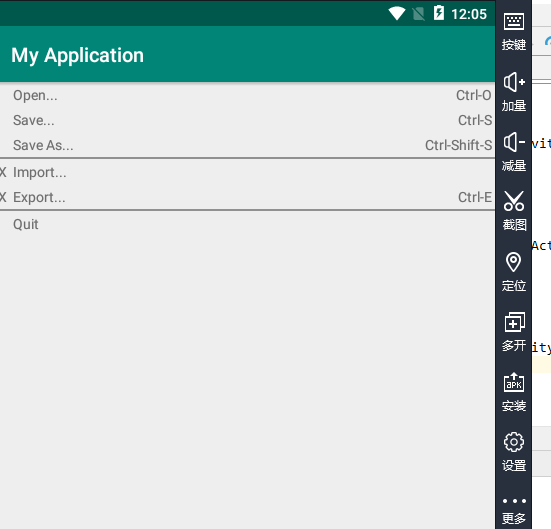 12:05
My Application
Open... Ctrl-O
Save... Ctrl-S
Save As... Ctrl-Shift-S
X Import...
X Export... Ctrl-E
Quit
按键
加量
减量
截图
定位
多开
APK
安装
设置
更多
vit
Act
ity